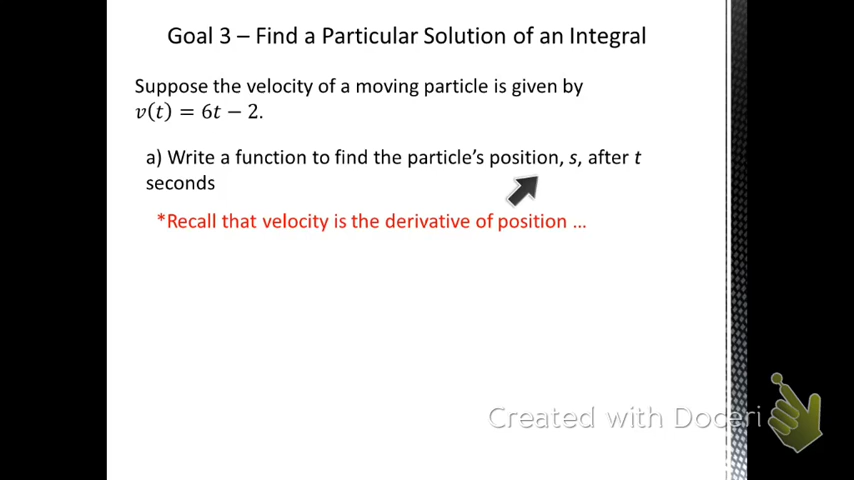 Goal 3 – Find a Particular Solution of an Integral
Suppose the velocity of a moving particle is given by
v(t) = 6t − 2.
a) Write a function to find the particle's position, s, after t
seconds
*Recall that velocity is the derivative of position …
Created with Doceri